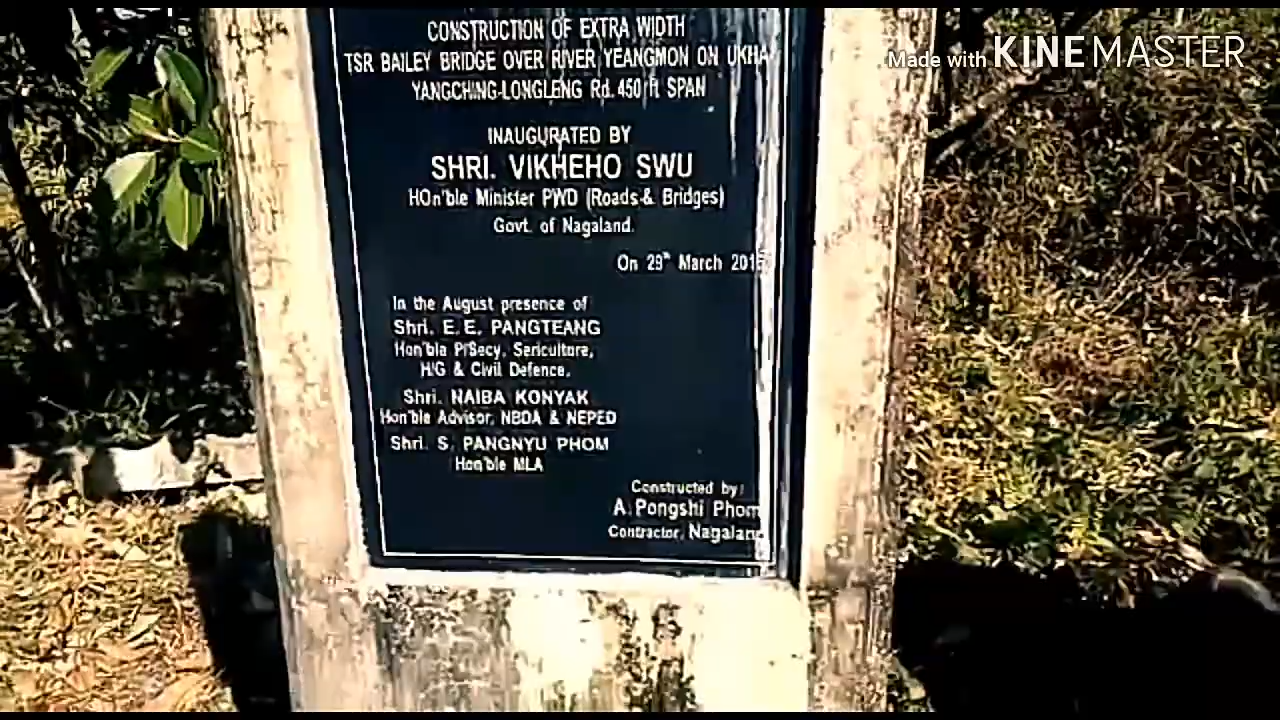 CONSTRUCTION OF EXTRA WIDTH
TSR BAILEY BRIDGE OVER RIVER YEANGMON ON UKHA
YANGCHING-LONGLENG Rd. 450 ft SPAN
INAUGURATED BY
SHRI. VIKHEHO SWU
HOn'ble Minister PWD (Roads & Bridges)
Govt. of Nagaland.
On 29th March 201
In the August presence of
Shri. E. E. PANGTEANG
Hon'ble P/Secy. Sericulture,
H/G & Civil Defence.
Shri. NAIBA KONYAK
Hon'ble Advisor, NBDA & NEPED
Shri. S. PANGNYU PHOM
Hon'ble MLA
Constructed by:
A. Pongshi Phom
Contractor, Nagaland
Made with KINEMASTER